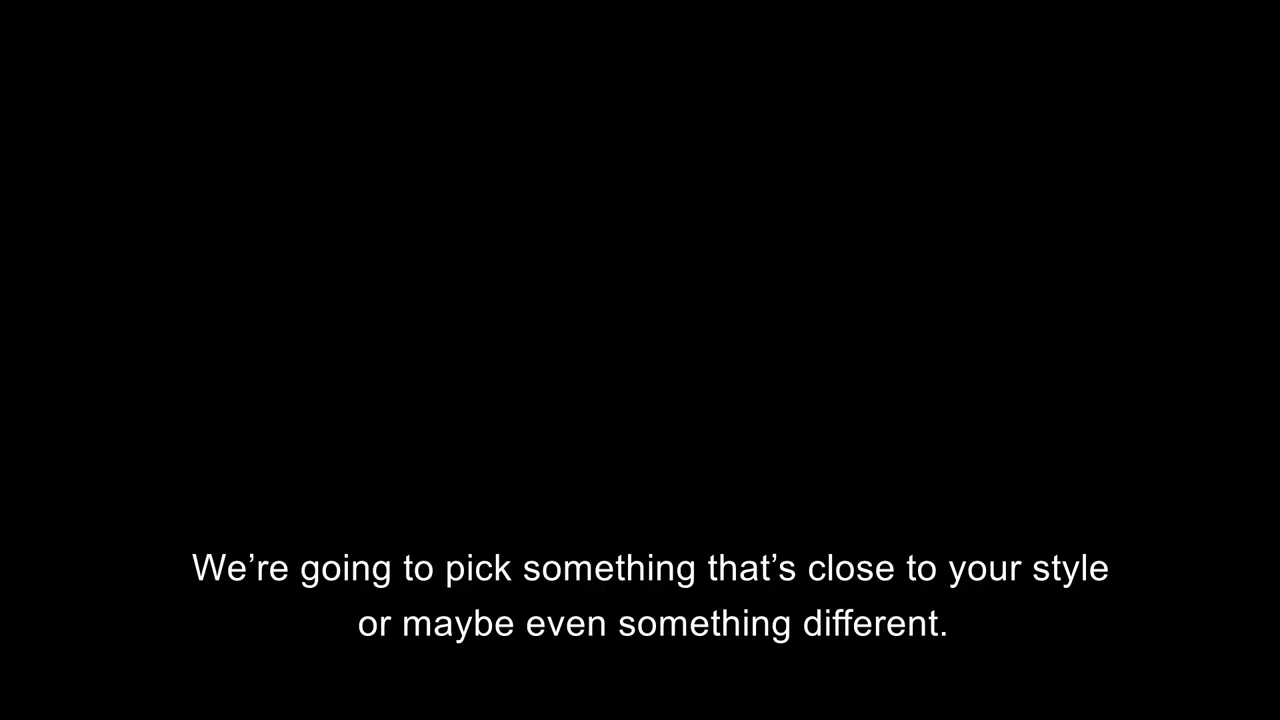 We’re going to pick something that’s close to your style
or maybe even something different.